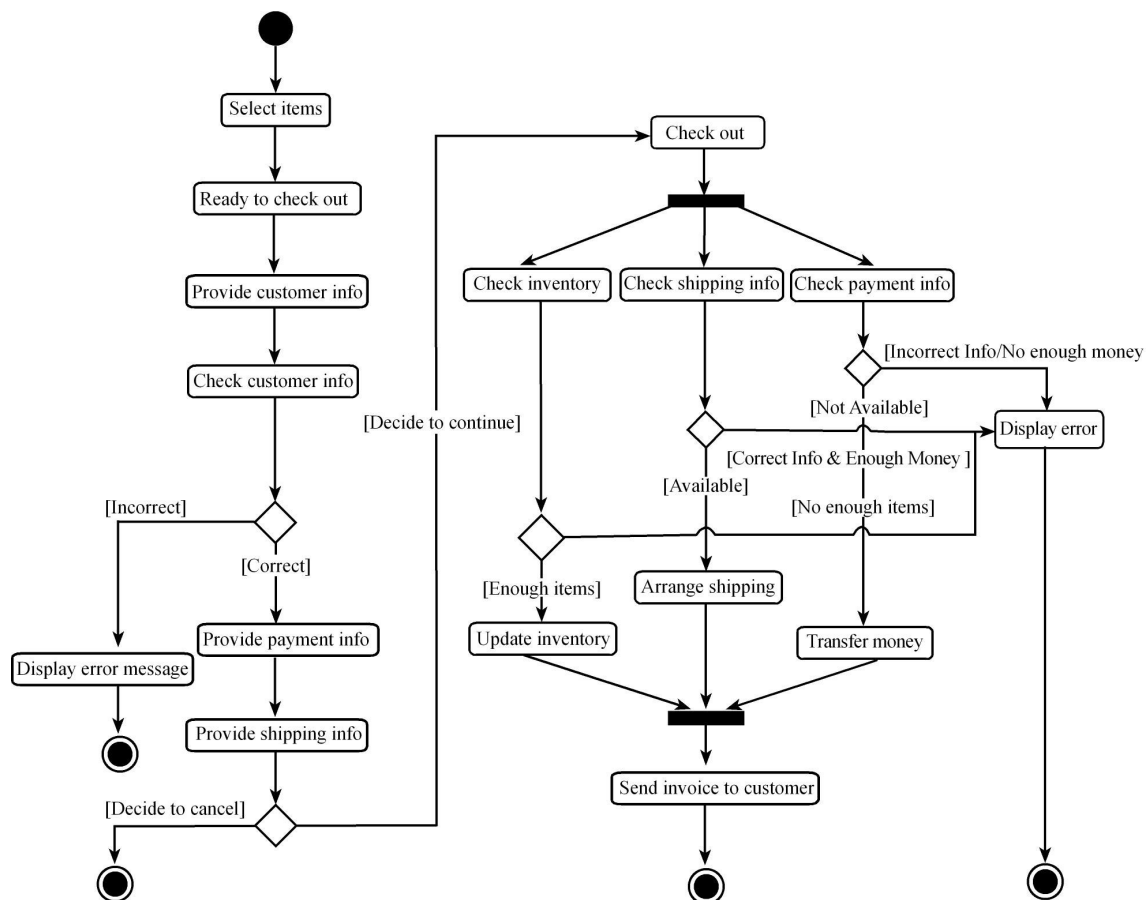 Select items
Ready to check out
Provide customer info
Check customer info
[Incorrect]
[Correct]
Provide payment info
Display error message
Provide shipping info
[Decide to cancel]
[Decide to continue]
Check out
Check inventory
Check shipping info
Check payment info
[Incorrect Info/No enough money
[Not Available]
Display error
[Correct Info & Enough Money ]
[Available]
[No enough items]
[Enough items]
Arrange shipping
Update inventory
Transfer money
Send invoice to customer